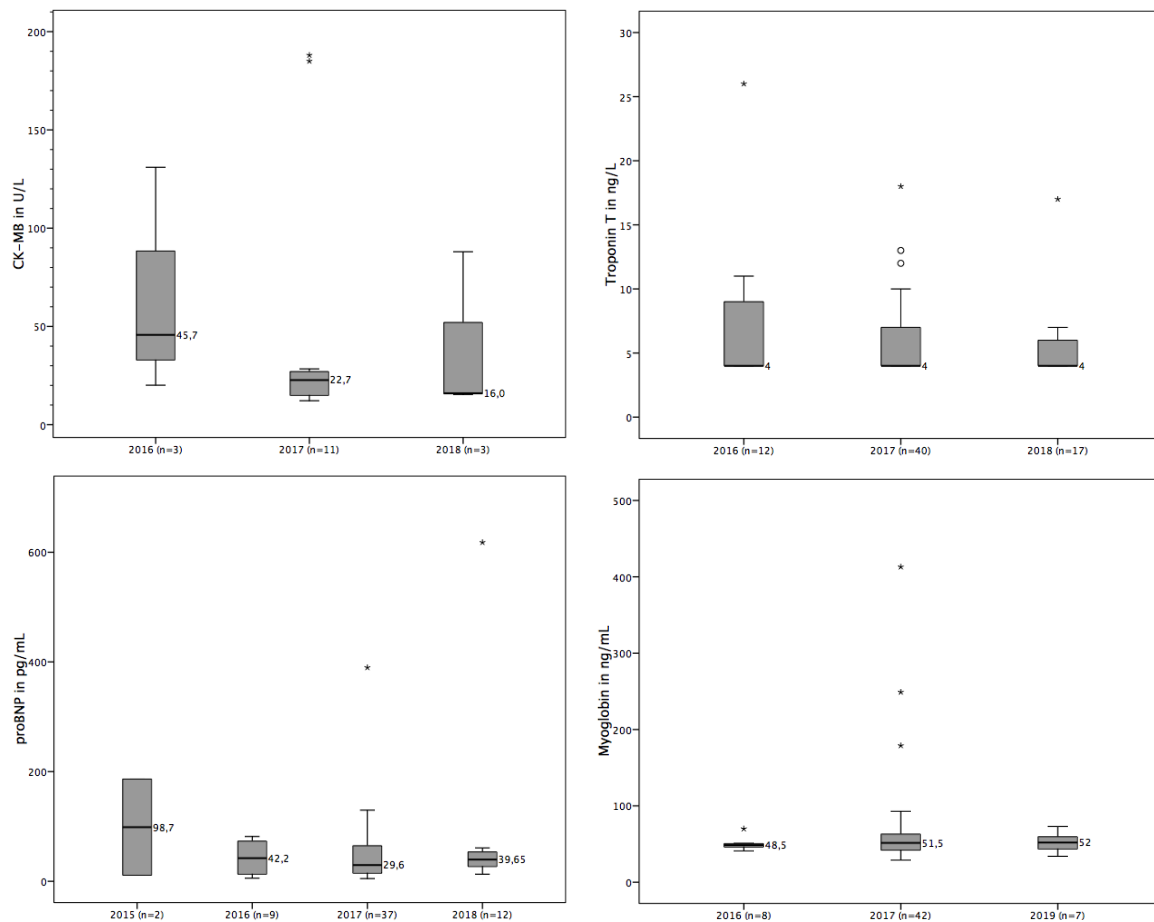 CK-MB in U/L
200
150
100
50
0
45,7
22,7
16,0
2016 (n=3)
2017 (n=11)
2018 (n=3)
Troponin T in ng/L
30
25
20
15
10
5
0
4
4
4
2016 (n=12)
2017 (n=40)
2018 (n=17)
proBNP in pg/mL
600
400
200
0
98,7
42,2
29,6
39,65
2015 (n=2)
2016 (n=9)
2017 (n=37)
2018 (n=12)
Myoglobin in ng/mL
500
400
300
200
100
0
48,5
51,5
52
2016 (n=8)
2017 (n=42)
2019 (n=7)